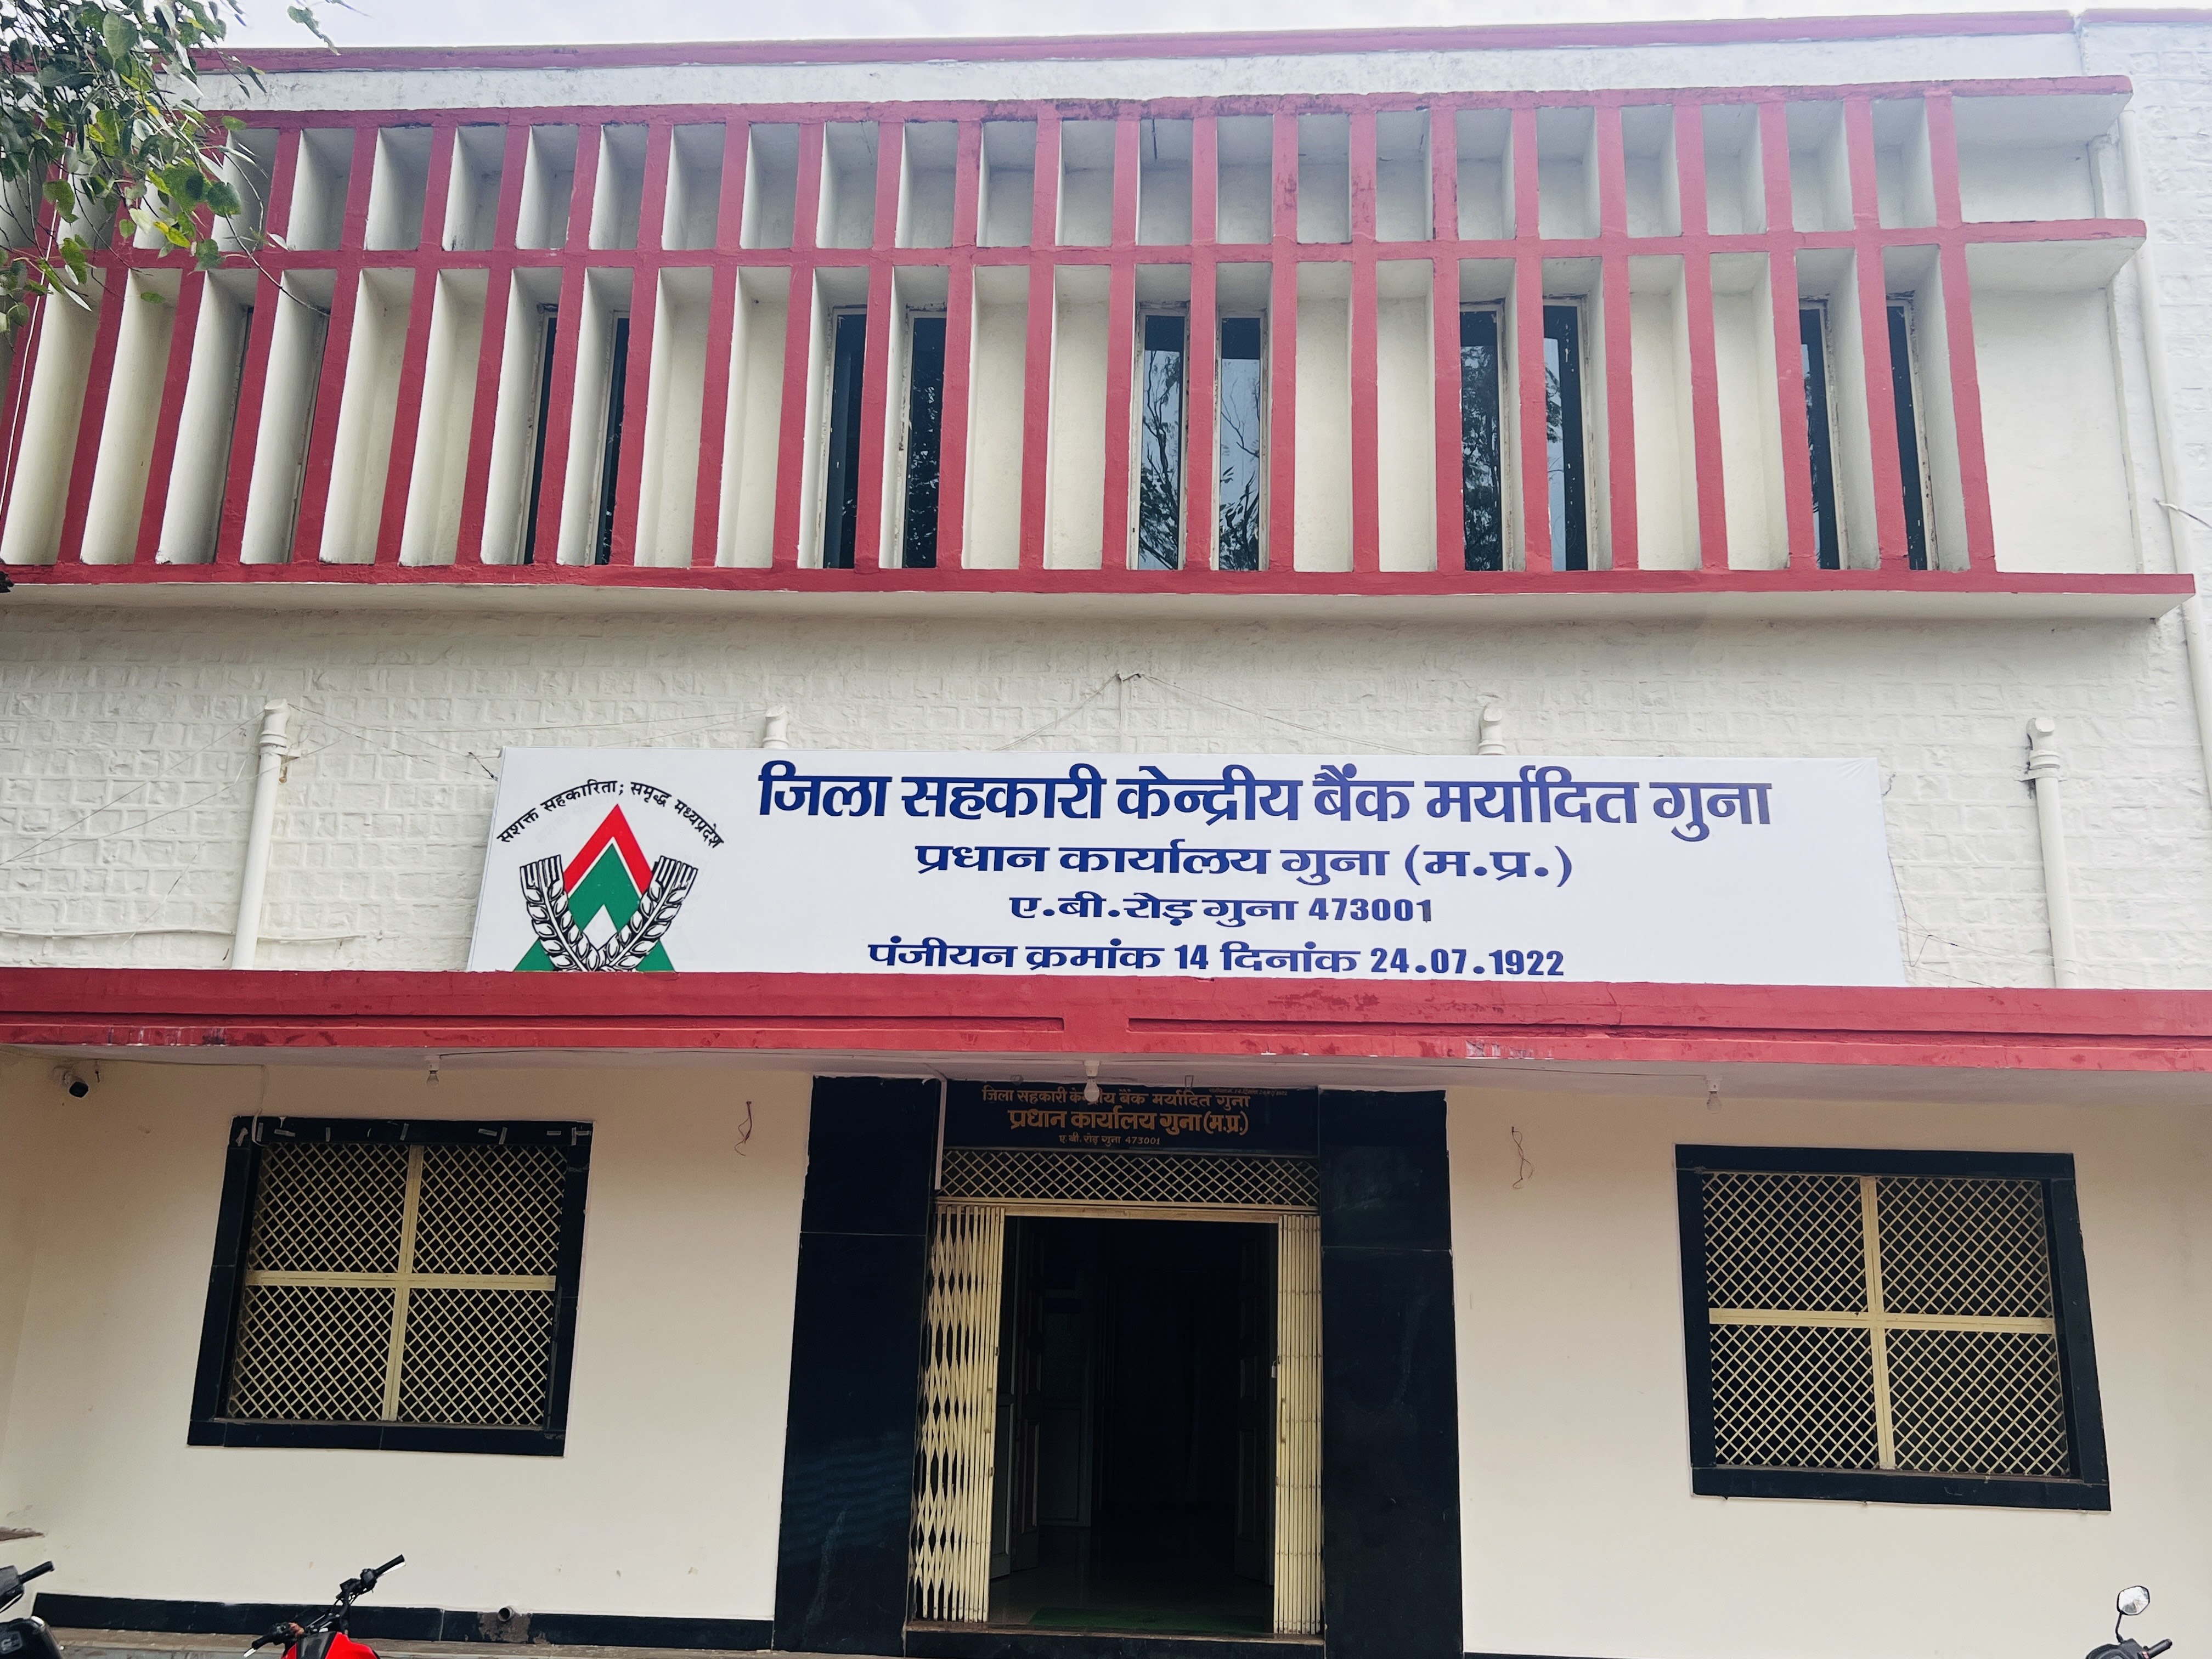 सशक्त सहकारिता; समृद्ध मध्यप्रदेश
जिला सहकारी केन्द्रीय बैंक मर्यादित गुना
प्रधान कार्यालय गुना (म.प्र.)
ए.बी.रोड़ गुना 473001
पंजीयन क्रमांक 14 दिनांक 24.07.1922
जिला सहकारी केन्द्रीय बैंक मर्यादित गुना
प्रधान कार्यालय गुना (म.प्र.)
ए.बी.रोड़ गुना 473001